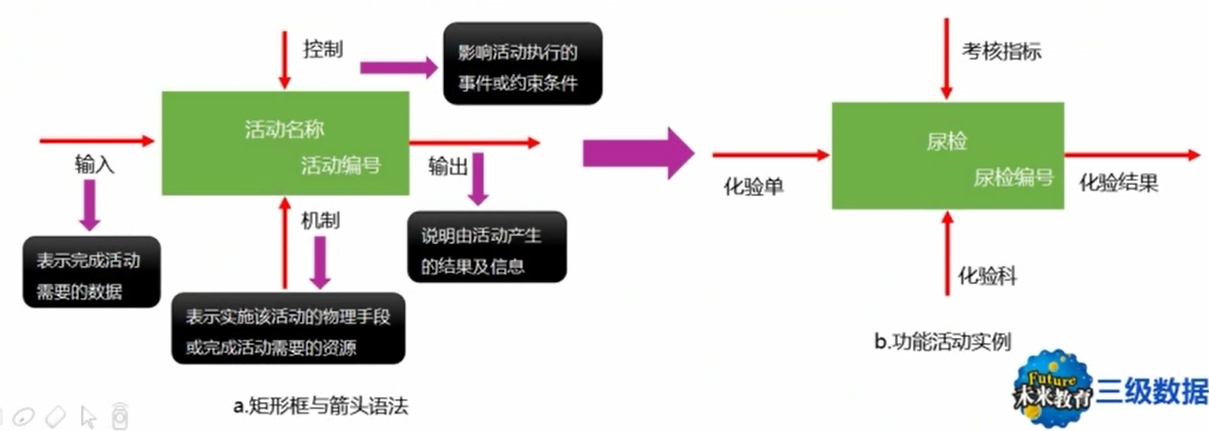 控制
影响活动执行的
事件或约束条件
活动名称
活动编号
输入
输出
机制
表示完成活动
需要的数据
说明由活动产生
的结果及信息
表示实施该活动的物理手段
或完成活动需要的资源
a.矩形框与箭头语法
考核指标
尿检
尿检编号
化验单
化验结果
化验科
b.功能活动实例
Future
未来教育
三级数据